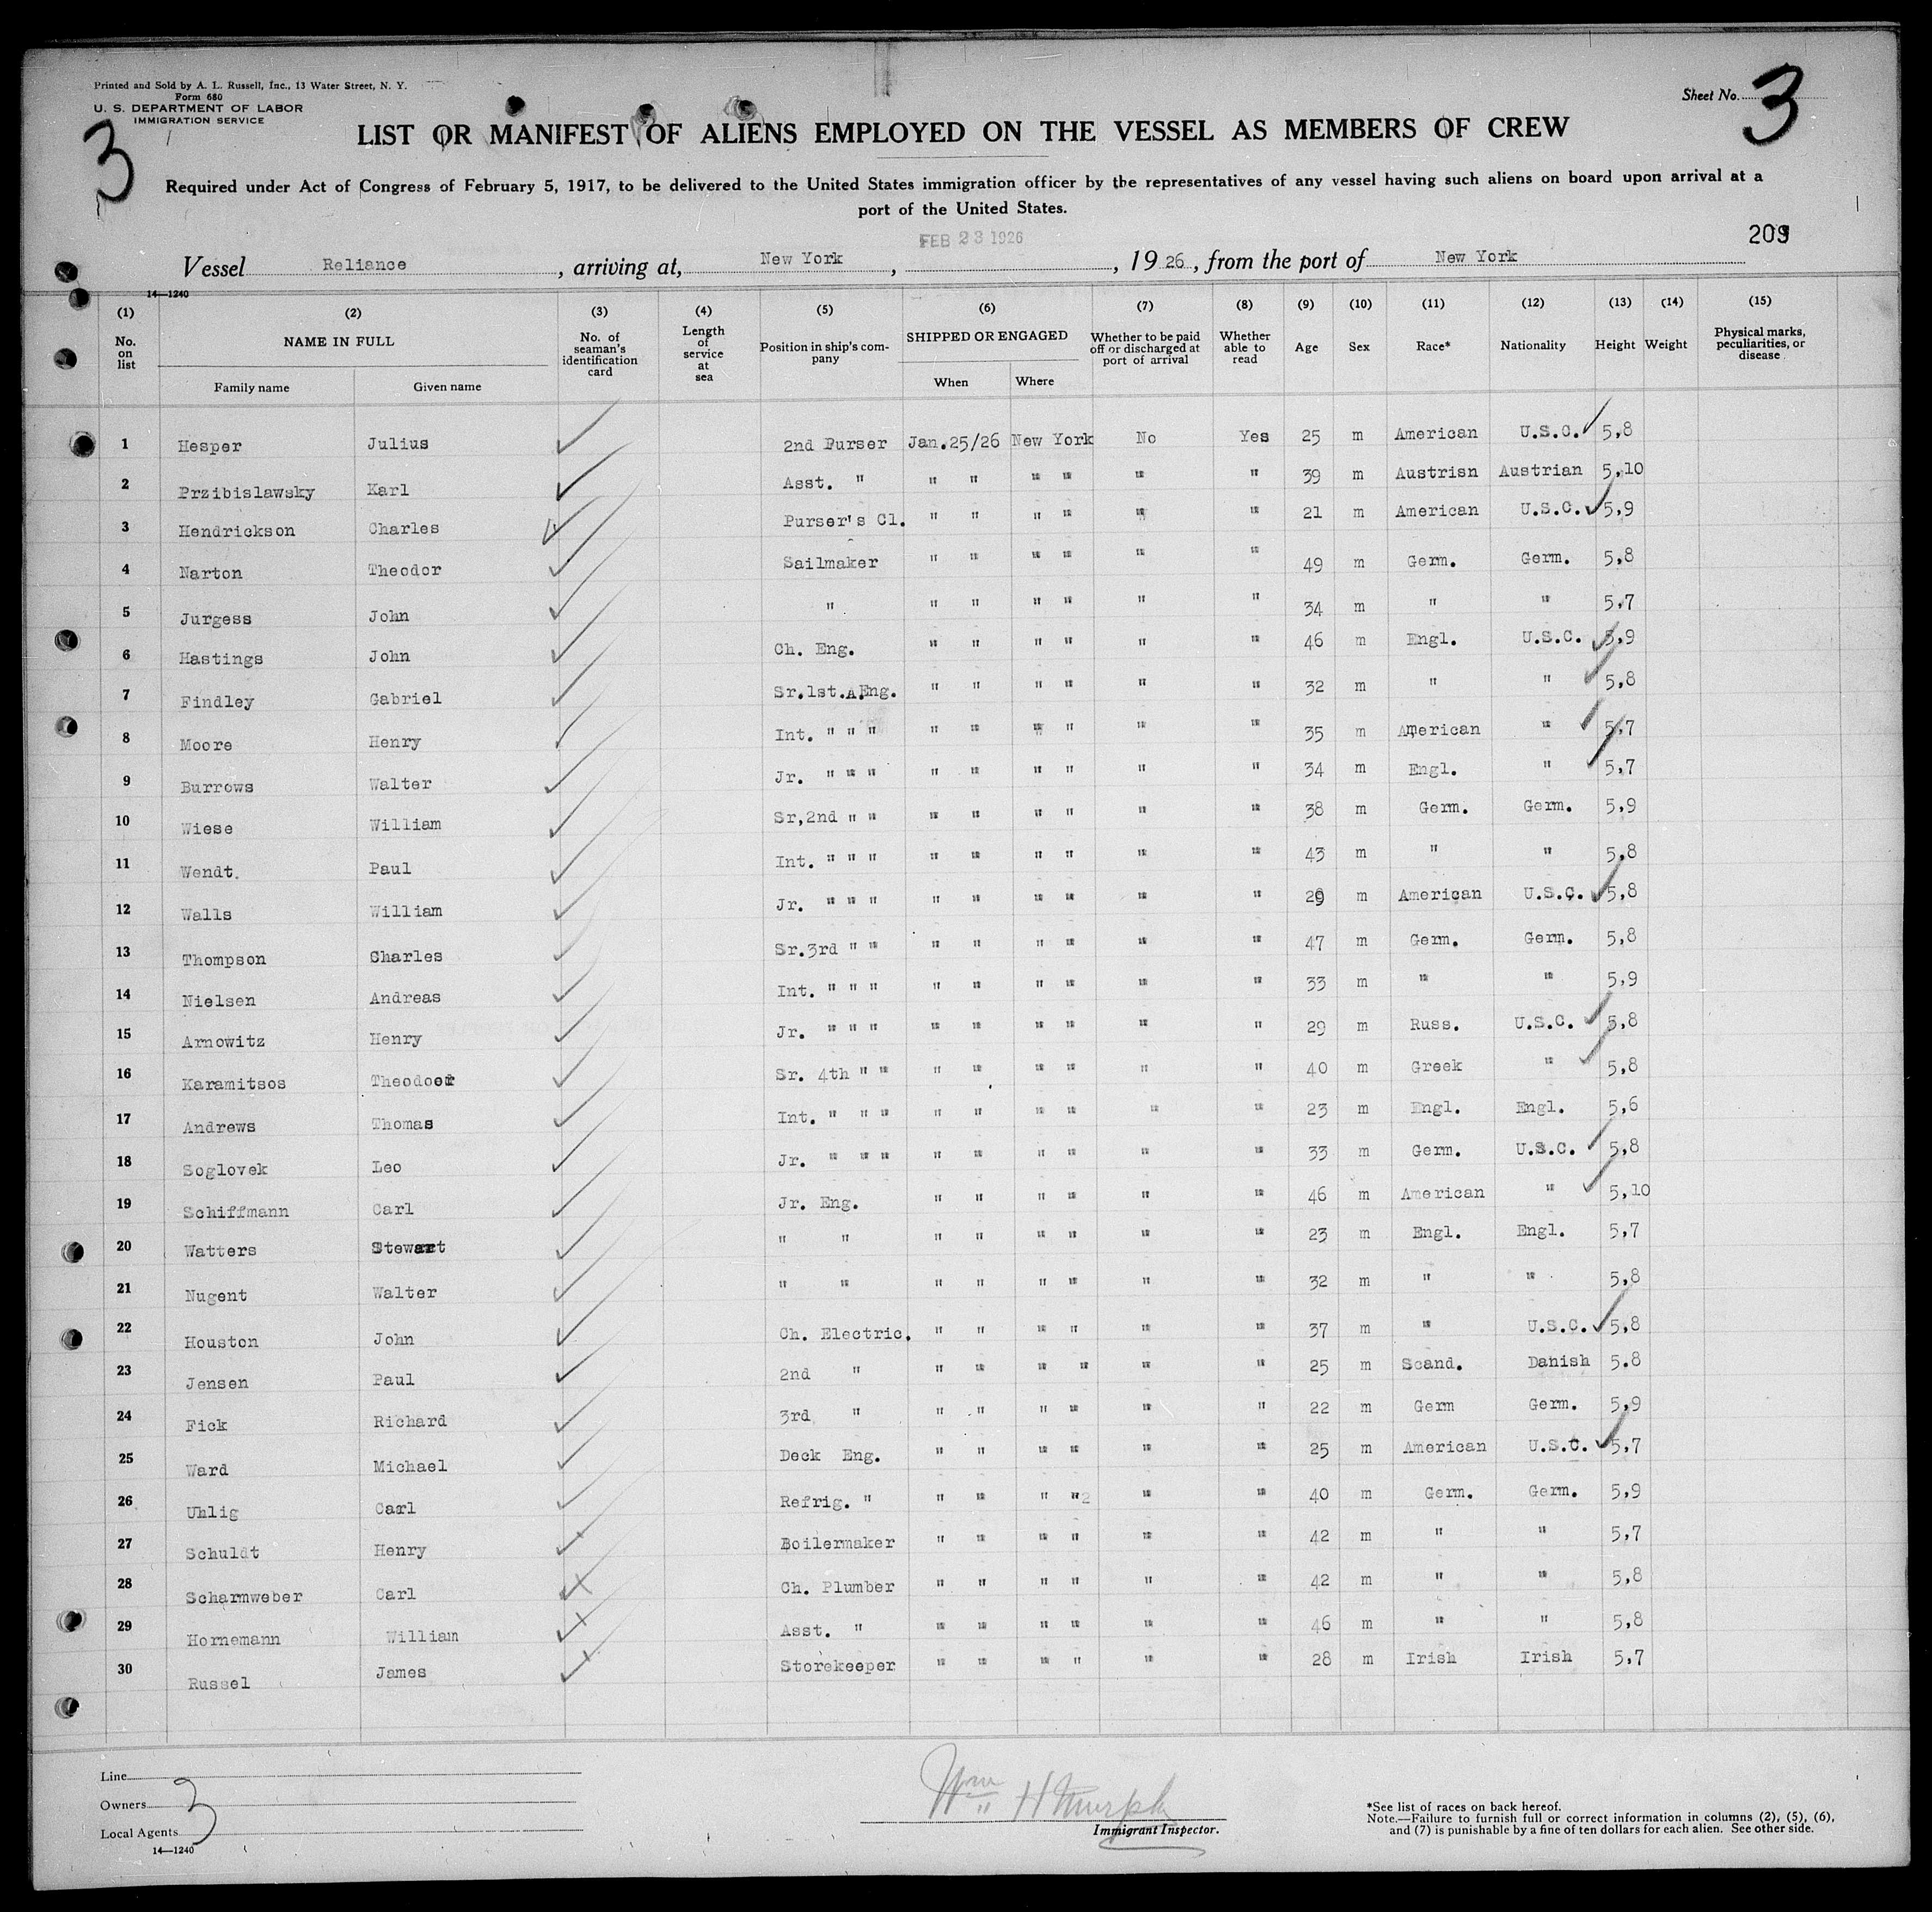 Printed and Sold by A. L. Russell, Inc., 13 Water Street, N. Y.
Form 680
U. S. DEPARTMENT OF LABOR
IMMIGRATION SERVICE
Sheet No. 3
3
LIST OR MANIFEST OF ALIENS EMPLOYED ON THE VESSEL AS MEMBERS OF CREW
Required under Act of Congress of February 5, 1917, to be delivered to the United States immigration officer by the representatives of any vessel having such aliens on board upon arrival at a
port of the United States.
FEB 23 1926
Vessel Reliance, arriving at, New York, , 1926, from the port of New York
14—1240
(1) (2) (3) (4) (5) (6) (7) (8) (9) (10) (11) (12) (13) (14) (15)
No. on list NAME IN FULL Family name Given name No. of seaman's identification card Length of service at sea Position in ship's company SHIPPED OR ENGAGED When Where Whether to be paid off or discharged at port of arrival Whether able to read Age Sex Race* Nationality Height Weight Physical marks, peculiarities, or disease
1 Hesper Julius 2nd Purser Jan.25/26 New York No Yes 25 m American U.S.C. 5,8
2 Przibislawsky Karl Asst. " " " " " " " 39 m Austrisn Austrian 5,10
3 Hendrickson Charles Purser's Cl. " " " " " " 21 m American U.S.C. 5,9
4 Narton Theodor Sailmaker " " " " " " 49 m Germ. Germ. 5,8
5 Jurgess John " " " " " " " 34 m " " 5,7
6 Hastings John Ch. Eng. " " " " " " 46 m Engl. U.S.C. 5,9
7 Findley Gabriel Sr.1st.A.Eng. " " " " " " 32 m " " 5,8
8 Moore Henry Int. " " " " " " " " " 35 m American " 5,7
9 Burrows Walter Jr. " " " " " " " " " 34 m Engl. " 5,7
10 Wiese William Sr,2nd " " " " " " " " 38 m Germ. Germ. 5,9
11 Wendt. Paul Int. " " " " " " " " " 43 m " " 5,8
12 Walls William Jr. " " " " " " " " " 29 m American U.S.C. 5,8
13 Thompson Charles Sr.3rd " " " " " " " " 47 m Germ. Germ. 5,8
14 Nielsen Andreas Int. " " " " " " " " " 33 m " " 5,9
15 Arnowitz Henry Jr. " " " " " " " " " 29 m Russ. U.S.C. 5,8
16 Karamitsos Theodoor Sr. 4th " " " " " " " " 40 m Greek " 5,8
17 Andrews Thomas Int. " " " " " " " " " 23 m Engl. Engl. 5,6
18 Soglovek Leo Jr. " " " " " " " " " 33 m Germ. U.S.C. 5,8
19 Schiffmann Carl Jr. Eng. " " " " " " 46 m American " 5,10
20 Watters Stewart " " " " " " " " 23 m Engl. Engl. 5,7
21 Nugent Walter " " " " " " " " 32 m " " 5,8
22 Houston John Ch. Electric. " " " " " " 37 m " U.S.C. 5,8
23 Jensen Paul 2nd " " " " " " " 25 m Scand. Danish 5.8
24 Fick Richard 3rd " " " " " " " 22 m Germ Germ. 5,9
25 Ward Michael Deck Eng. " " " " " " 25 m American U.S.C. 5,7
26 Uhlig Carl Refrig. " " " " " " " 40 m Germ. Germ. 5,9
27 Schuldt Henry Boilermaker " " " " " " 42 m " " 5,7
28 Scharmweber Carl Ch. Plumber " " " " " " 42 m " " 5,8
29 Hornemann William Asst. " " " " " " " 46 m " " 5,8
30 Russel James Storekeeper " " " " " " 28 m Irish Irish 5,7
Line
Owners 3
Local Agents
14—1240
Wm H Murph
Immigrant Inspector.
*See list of races on back hereof.
Note.—Failure to furnish full or correct information in columns (2), (5), (6),
and (7) is punishable by a fine of ten dollars for each alien. See other side.